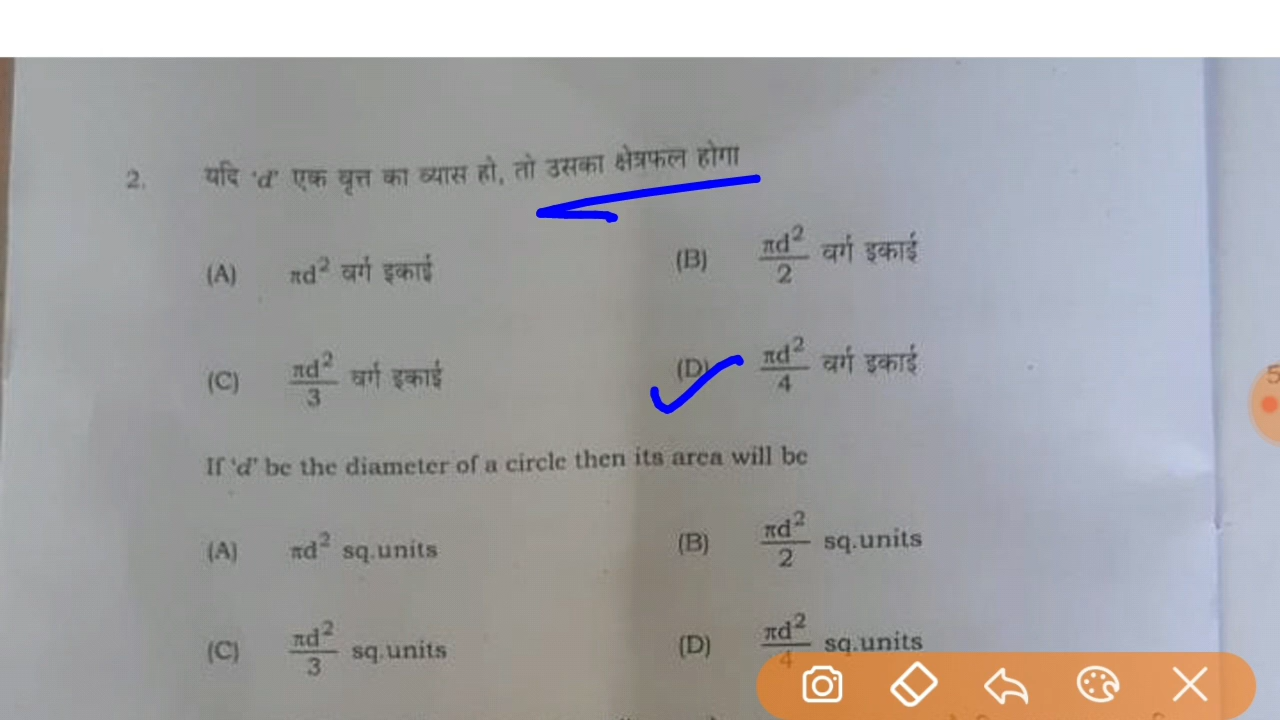 2. यदि 'd' एक वृत्त का व्यास हो, तो उसका क्षेत्रफल होगा
(A) πd² वर्ग इकाई (B) πd²/2 वर्ग इकाई
(C) πd²/3 वर्ग इकाई (D) πd²/4 वर्ग इकाई
If 'd' be the diameter of a circle then its area will be
(A) πd² sq.units (B) πd²/2 sq.units
(C) πd²/3 sq.units (D) πd²/4 sq.units